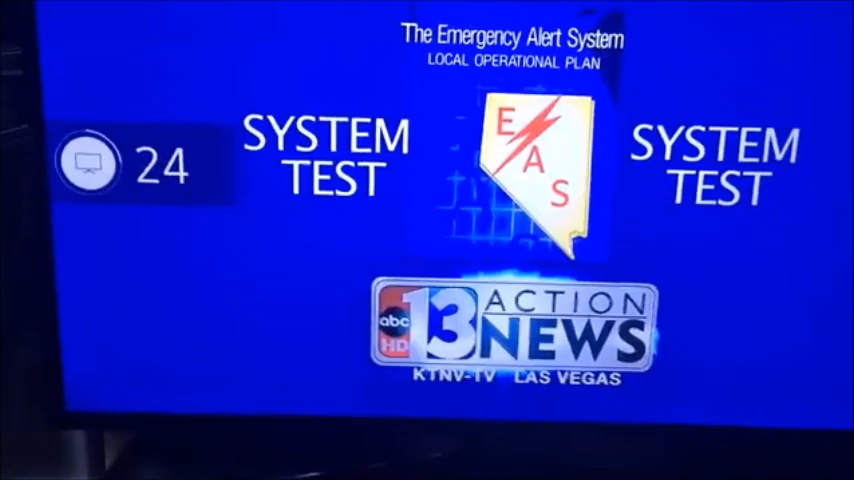 The Emergency Alert System
LOCAL OPERATIONAL PLAN
SYSTEM
TEST
E
A
S
SYSTEM
TEST
24
abc
HD
13
ACTION
NEWS
KTNV-TV LAS VEGAS